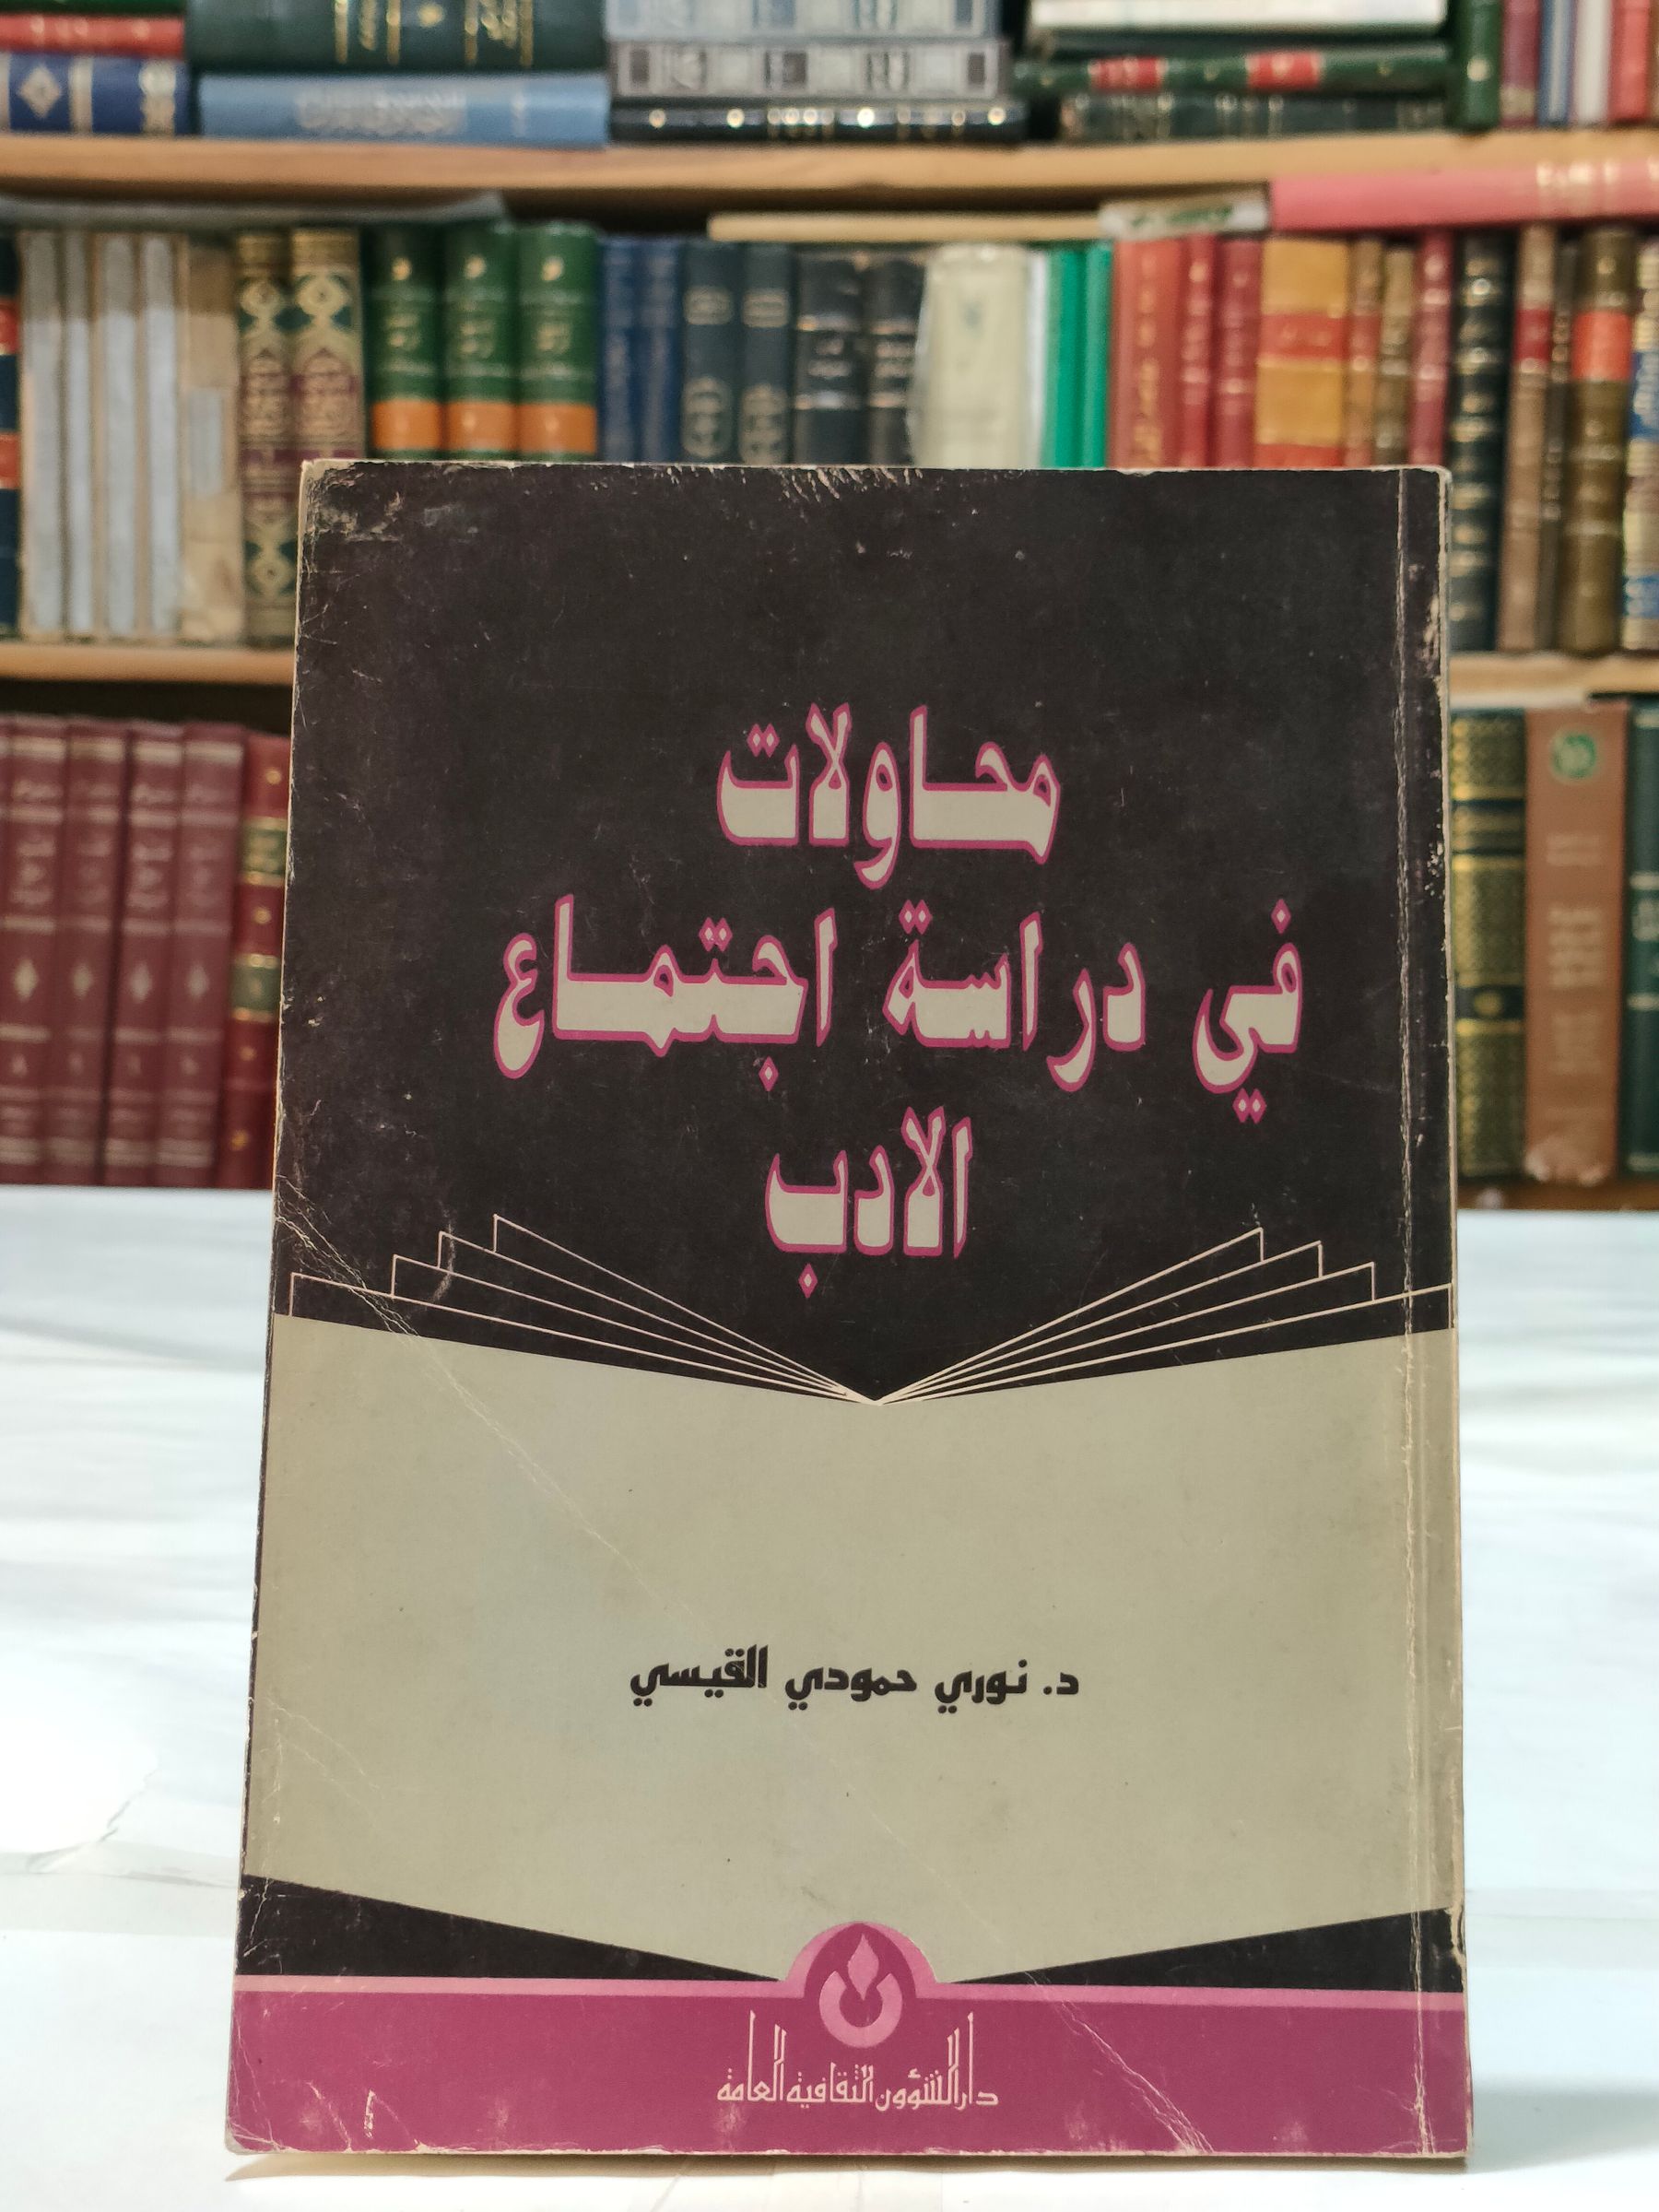 محاولات
في دراسة اجتماع
الادب
د. نوري حمودي القيسي
دار الشؤون الثقافية العامة